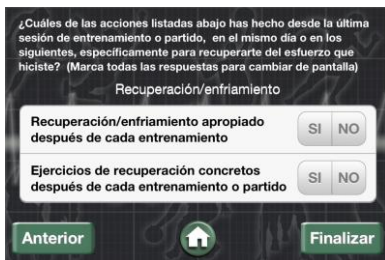 ¿Cuáles de las acciones listadas abajo has hecho desde la última
sesión de entrenamiento o partido, en el mismo día o en los
siguientes, específicamente para recuperarte del esfuerzo que
hiciste? (Marca todas las respuestas para cambiar de pantalla)
Recuperación/enfriamiento
Recuperación/enfriamiento apropiado
después de cada entrenamiento
SI NO
Ejercicios de recuperación concretos
después de cada entrenamiento o partido
SI NO
Anterior
Finalizar